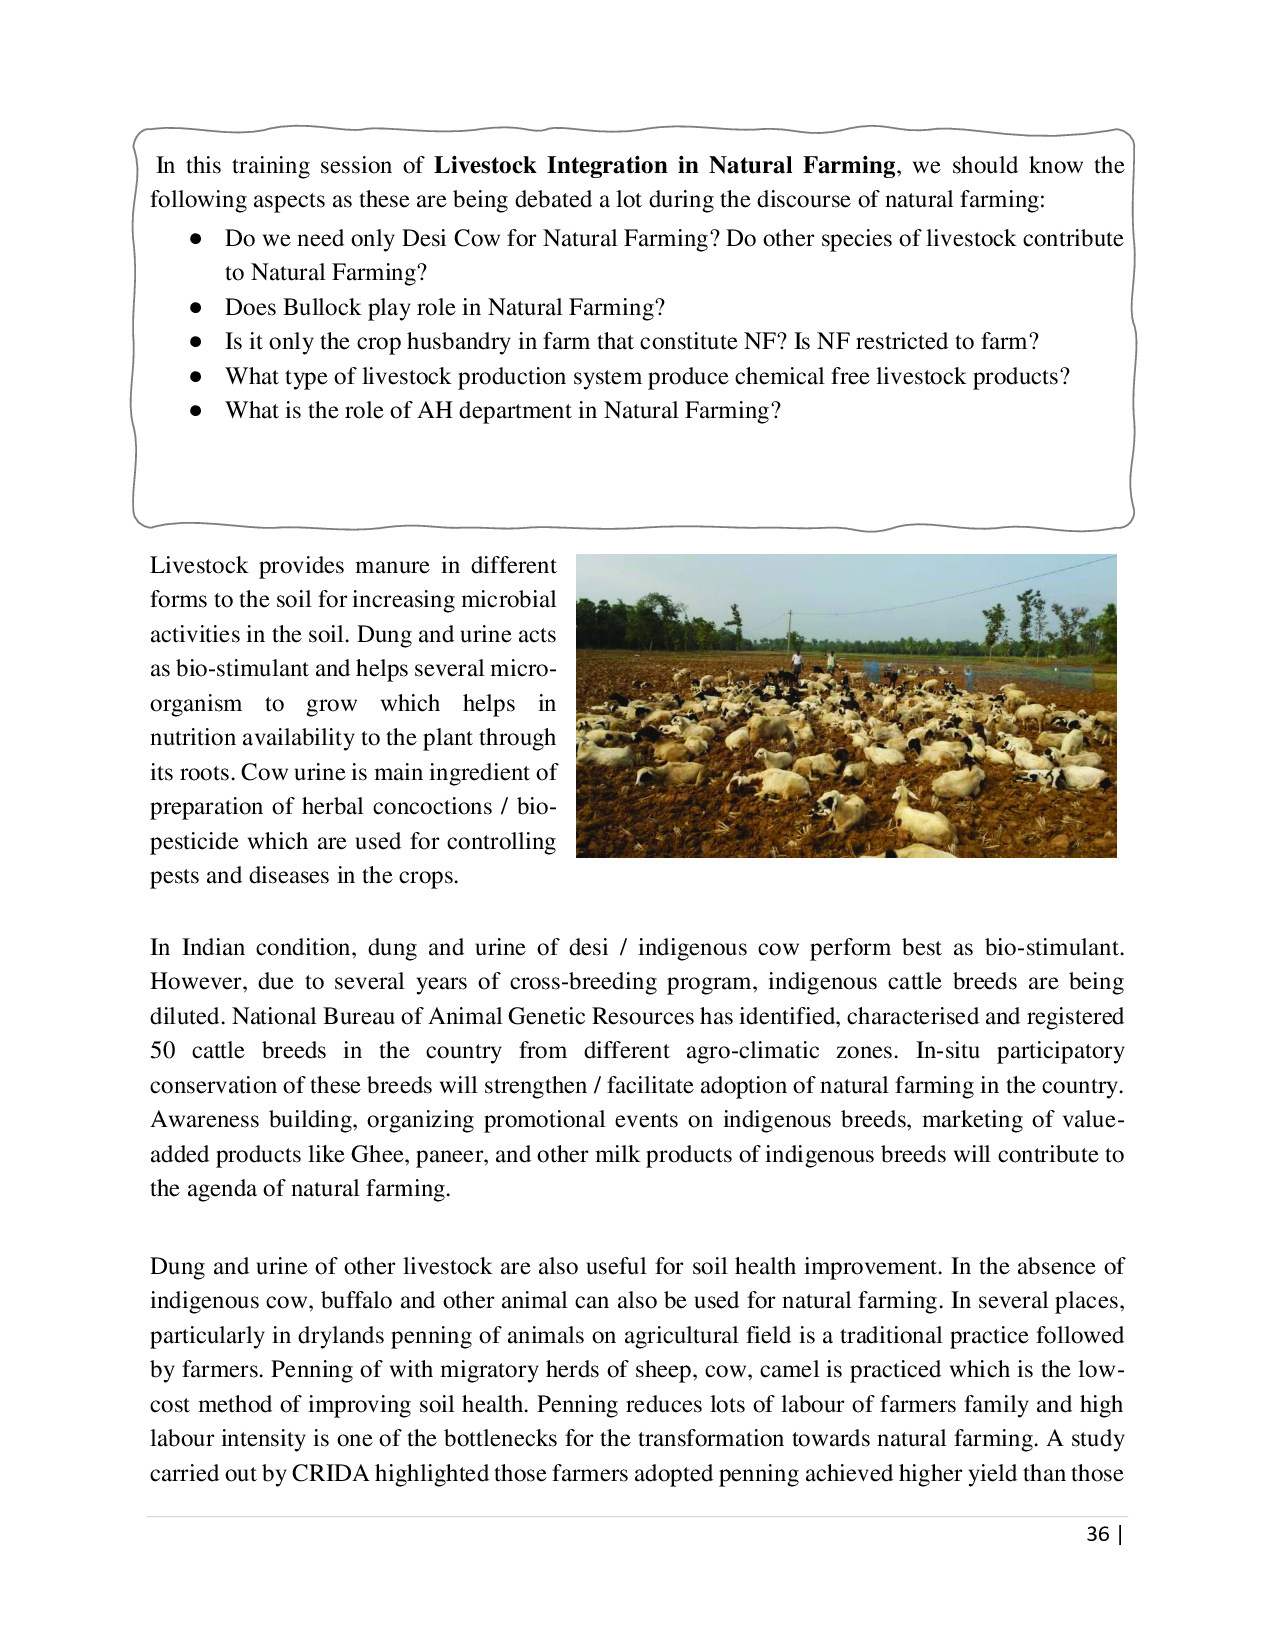 In this training session of Livestock Integration in Natural Farming, we should know the
following aspects as these are being debated a lot during the discourse of natural farming:
● Do we need only Desi Cow for Natural Farming? Do other species of livestock contribute
to Natural Farming?
● Does Bullock play role in Natural Farming?
● Is it only the crop husbandry in farm that constitute NF? Is NF restricted to farm?
● What type of livestock production system produce chemical free livestock products?
● What is the role of AH department in Natural Farming?
Livestock provides manure in different
forms to the soil for increasing microbial
activities in the soil. Dung and urine acts
as bio-stimulant and helps several micro-
organism to grow which helps in
nutrition availability to the plant through
its roots. Cow urine is main ingredient of
preparation of herbal concoctions / bio-
pesticide which are used for controlling
pests and diseases in the crops.
In Indian condition, dung and urine of desi / indigenous cow perform best as bio-stimulant.
However, due to several years of cross-breeding program, indigenous cattle breeds are being
diluted. National Bureau of Animal Genetic Resources has identified, characterised and registered
50 cattle breeds in the country from different agro-climatic zones. In-situ participatory
conservation of these breeds will strengthen / facilitate adoption of natural farming in the country.
Awareness building, organizing promotional events on indigenous breeds, marketing of value-
added products like Ghee, paneer, and other milk products of indigenous breeds will contribute to
the agenda of natural farming.
Dung and urine of other livestock are also useful for soil health improvement. In the absence of
indigenous cow, buffalo and other animal can also be used for natural farming. In several places,
particularly in drylands penning of animals on agricultural field is a traditional practice followed
by farmers. Penning of with migratory herds of sheep, cow, camel is practiced which is the low-
cost method of improving soil health. Penning reduces lots of labour of farmers family and high
labour intensity is one of the bottlenecks for the transformation towards natural farming. A study
carried out by CRIDA highlighted those farmers adopted penning achieved higher yield than those
36 |